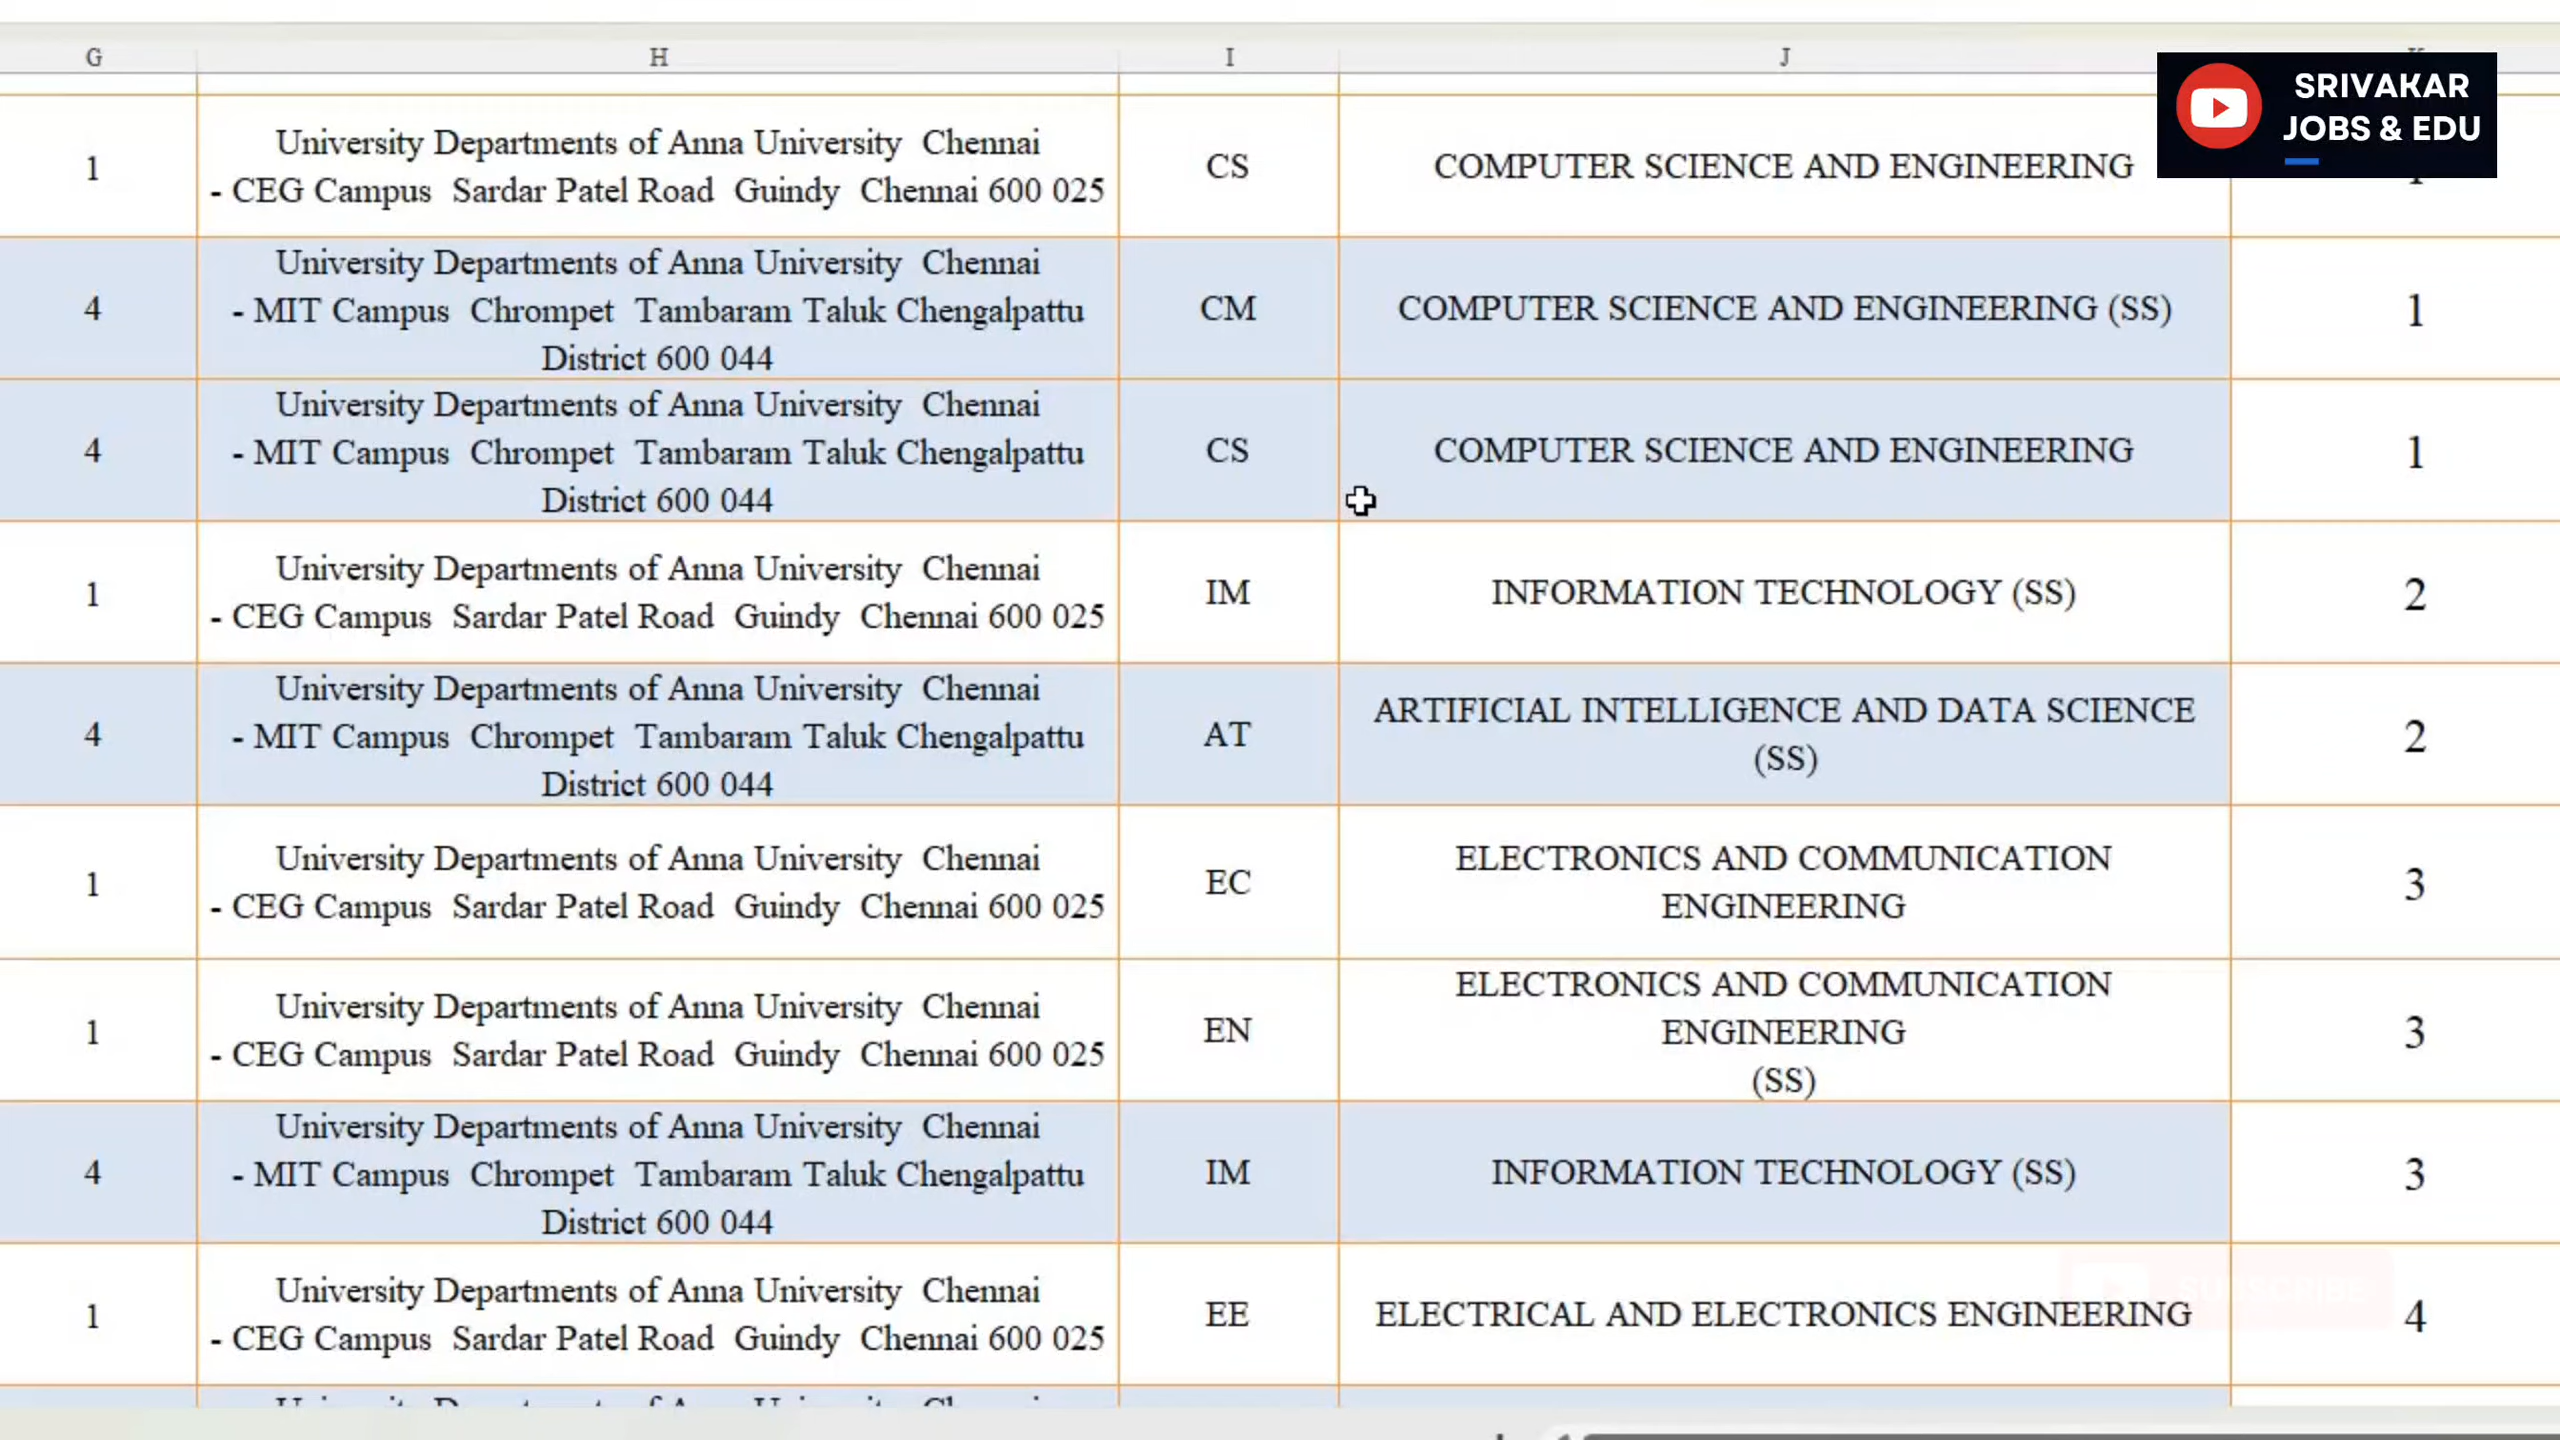 G H I J
SRIVAKAR
JOBS & EDU
1 University Departments of Anna University Chennai CS COMPUTER SCIENCE AND ENGINEERING
- CEG Campus Sardar Patel Road Guindy Chennai 600 025
University Departments of Anna University Chennai
4 - MIT Campus Chrompet Tambaram Taluk Chengalpattu CM COMPUTER SCIENCE AND ENGINEERING (SS) 1
District 600 044
University Departments of Anna University Chennai
4 - MIT Campus Chrompet Tambaram Taluk Chengalpattu CS COMPUTER SCIENCE AND ENGINEERING 1
District 600 044
1 University Departments of Anna University Chennai IM INFORMATION TECHNOLOGY (SS) 2
- CEG Campus Sardar Patel Road Guindy Chennai 600 025
University Departments of Anna University Chennai ARTIFICIAL INTELLIGENCE AND DATA SCIENCE
4 - MIT Campus Chrompet Tambaram Taluk Chengalpattu AT (SS) 2
District 600 044
1 University Departments of Anna University Chennai EC ELECTRONICS AND COMMUNICATION 3
- CEG Campus Sardar Patel Road Guindy Chennai 600 025 ENGINEERING
ELECTRONICS AND COMMUNICATION
1 University Departments of Anna University Chennai EN ENGINEERING 3
- CEG Campus Sardar Patel Road Guindy Chennai 600 025 (SS)
University Departments of Anna University Chennai
4 - MIT Campus Chrompet Tambaram Taluk Chengalpattu IM INFORMATION TECHNOLOGY (SS) 3
District 600 044
1 University Departments of Anna University Chennai EE ELECTRICAL AND ELECTRONICS ENGINEERING 4
- CEG Campus Sardar Patel Road Guindy Chennai 600 025
SUBSCRIBE